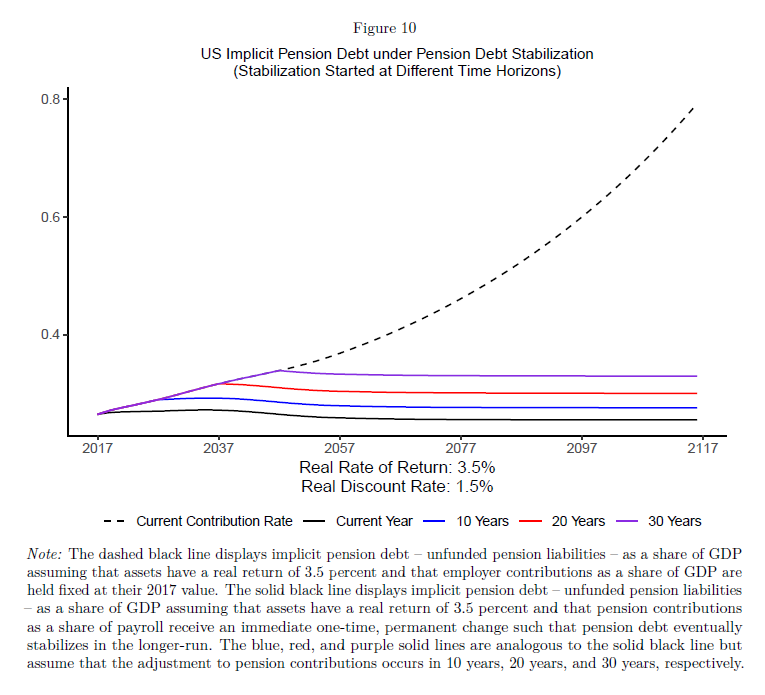 Figure 10
US Implicit Pension Debt under Pension Debt Stabilization
(Stabilization Started at Different Time Horizons)
0.8
0.6
0.4
2017 2037 2057 2077 2097 2117
Real Rate of Return: 3.5%
Real Discount Rate: 1.5%
Current Contribution Rate Current Year 10 Years 20 Years 30 Years
Note: The dashed black line displays implicit pension debt – unfunded pension liabilities – as a share of GDP
assuming that assets have a real return of 3.5 percent and that employer contributions as a share of GDP are
held fixed at their 2017 value. The solid black line displays implicit pension debt – unfunded pension liabilities
– as a share of GDP assuming that assets have a real return of 3.5 percent and that pension contributions
as a share of payroll receive an immediate one-time, permanent change such that pension debt eventually
stabilizes in the longer-run. The blue, red, and purple solid lines are analogous to the solid black line but
assume that the adjustment to pension contributions occurs in 10 years, 20 years, and 30 years, respectively.